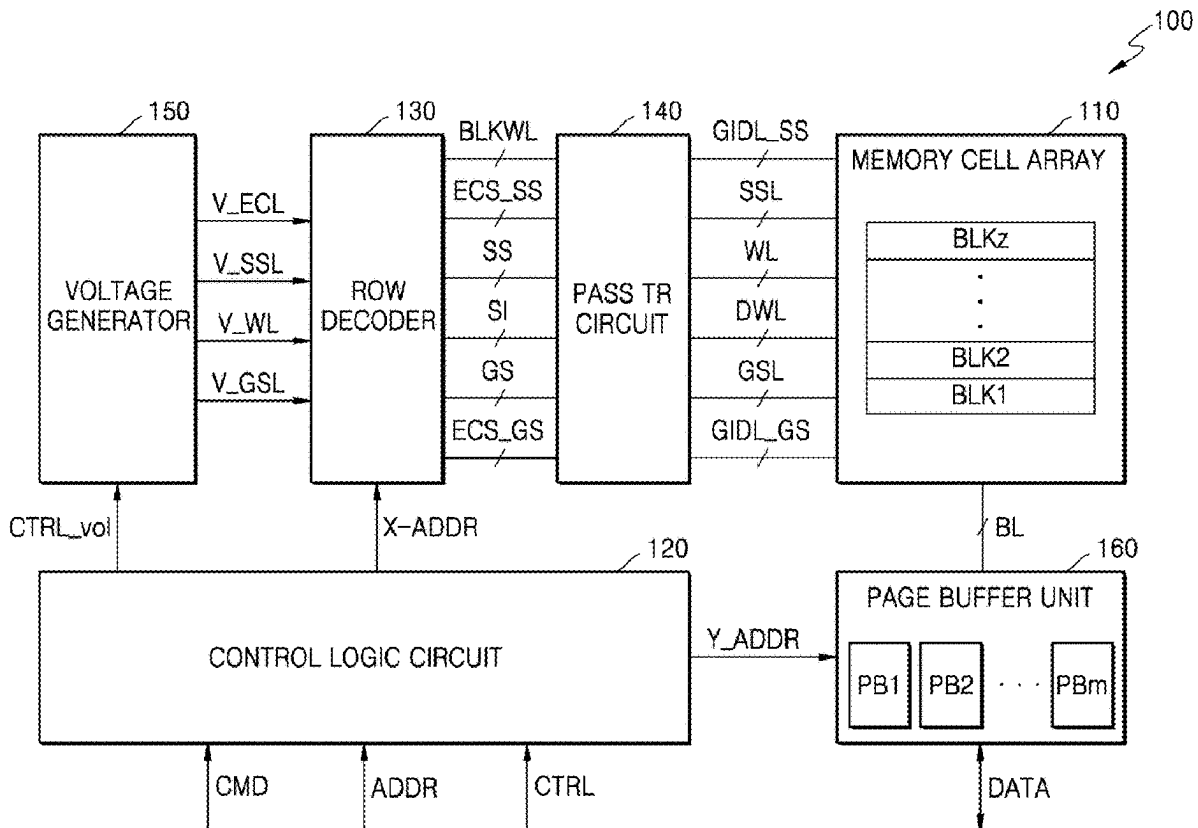 100
150
130
140
110
VOLTAGE
GENERATOR
V_ECL
V_SSL
V_WL
V_GSL
ROW
DECODER
BLKWL
ECS_SS
SS
SI
GS
ECS_GS
PASS TR
CIRCUIT
GIDL_SS
SSL
WL
DWL
GSL
GIDL_GS
MEMORY CELL ARRAY
BLKz
BLK2
BLK1
CTRL_vol
X-ADDR
BL
120
160
CONTROL LOGIC CIRCUIT
Y_ADDR
PAGE BUFFER UNIT
PB1
PB2
PBm
CMD
ADDR
CTRL
DATA